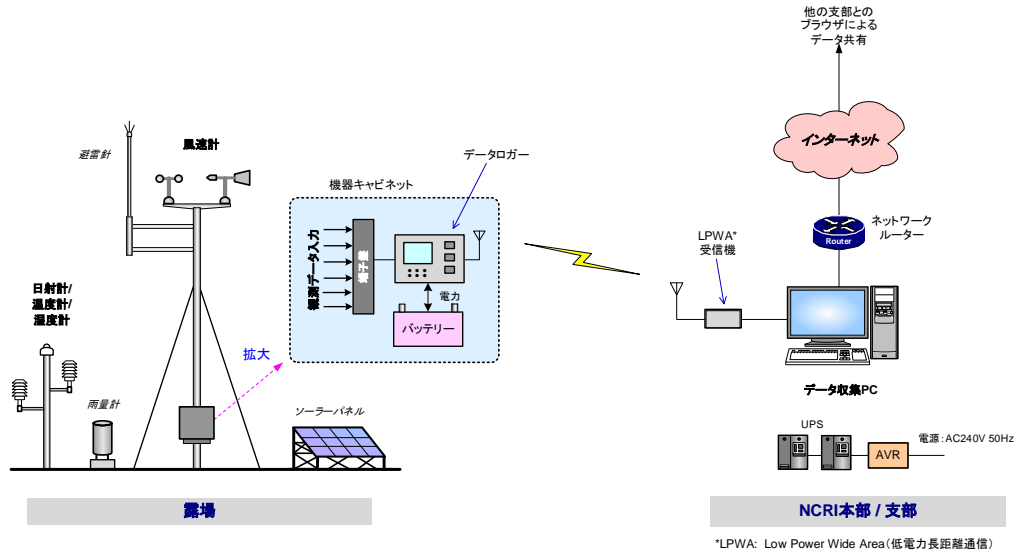 他の支部との
ブラウザによる
データ共有
インターネット
ネットワーク
ルーター
Router
LPWA*
受信機
データ収集PC
UPS
AVR
電源：AC240V 50Hz
NCRI本部 / 支部
*LPWA: Low Power Wide Area（低電力長距離通信）
避雷針
風速計
データロガー
機器キャビネット
観測データ入力
端子盤
電力
バッテリー
日射計/
温度計/
湿度計
拡大
雨量計
ソーラーパネル
露場